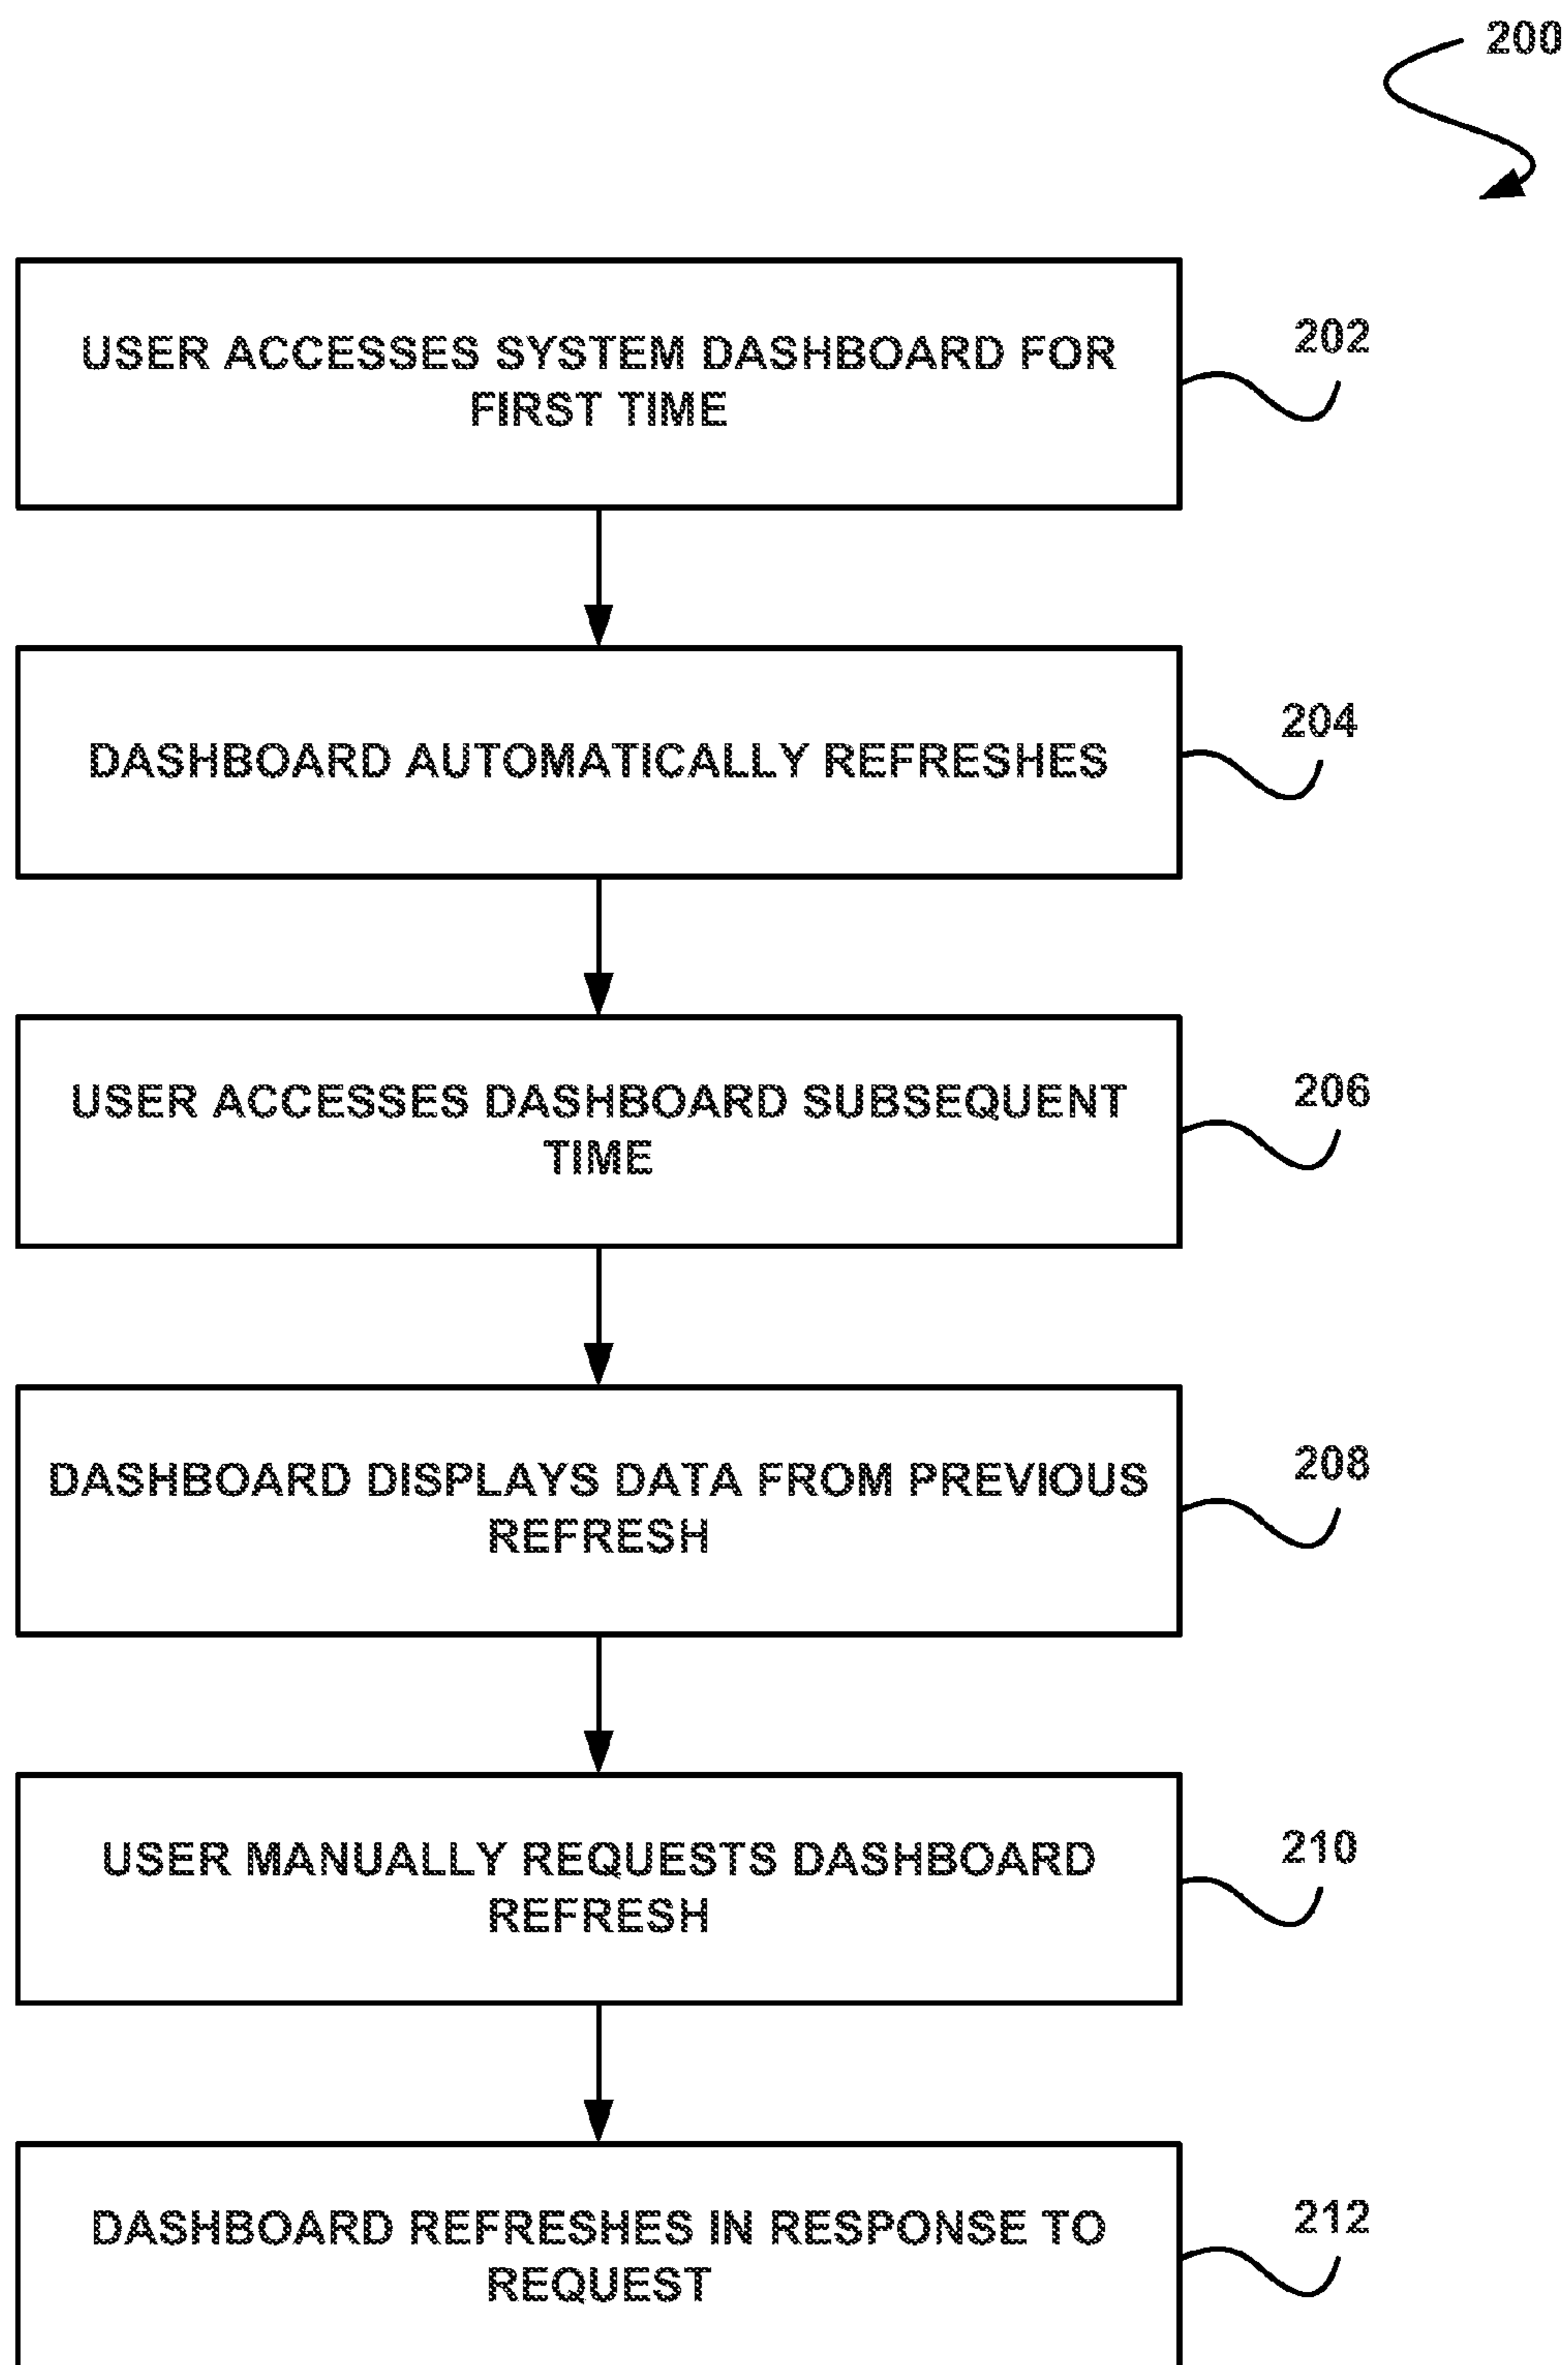 200
USER ACCESSES SYSTEM DASHBOARD FOR
FIRST TIME
202
DASHBOARD AUTOMATICALLY REFRESHES
204
USER ACCESSES DASHBOARD SUBSEQUENT
TIME
206
DASHBOARD DISPLAYS DATA FROM PREVIOUS
REFRESH
208
USER MANUALLY REQUESTS DASHBOARD
REFRESH
210
DASHBOARD REFRESHES IN RESPONSE TO
REQUEST
212